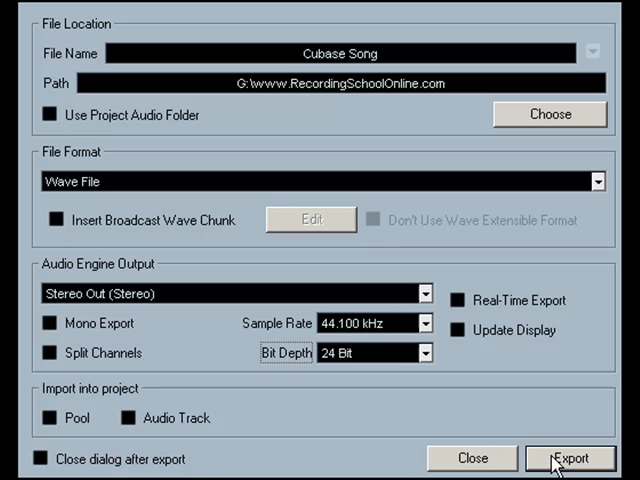 File Location
File Name Cubase Song
Path G:\www.RecordingSchoolOnline.com
Use Project Audio Folder Choose
File Format
Wave File
Insert Broadcast Wave Chunk Edit Don't Use Wave Extensible Format
Audio Engine Output
Stereo Out (Stereo)
Real-Time Export
Mono Export Sample Rate 44.100 kHz
Update Display
Split Channels Bit Depth 24 Bit
Import into project
Pool Audio Track
Close dialog after export Close Export